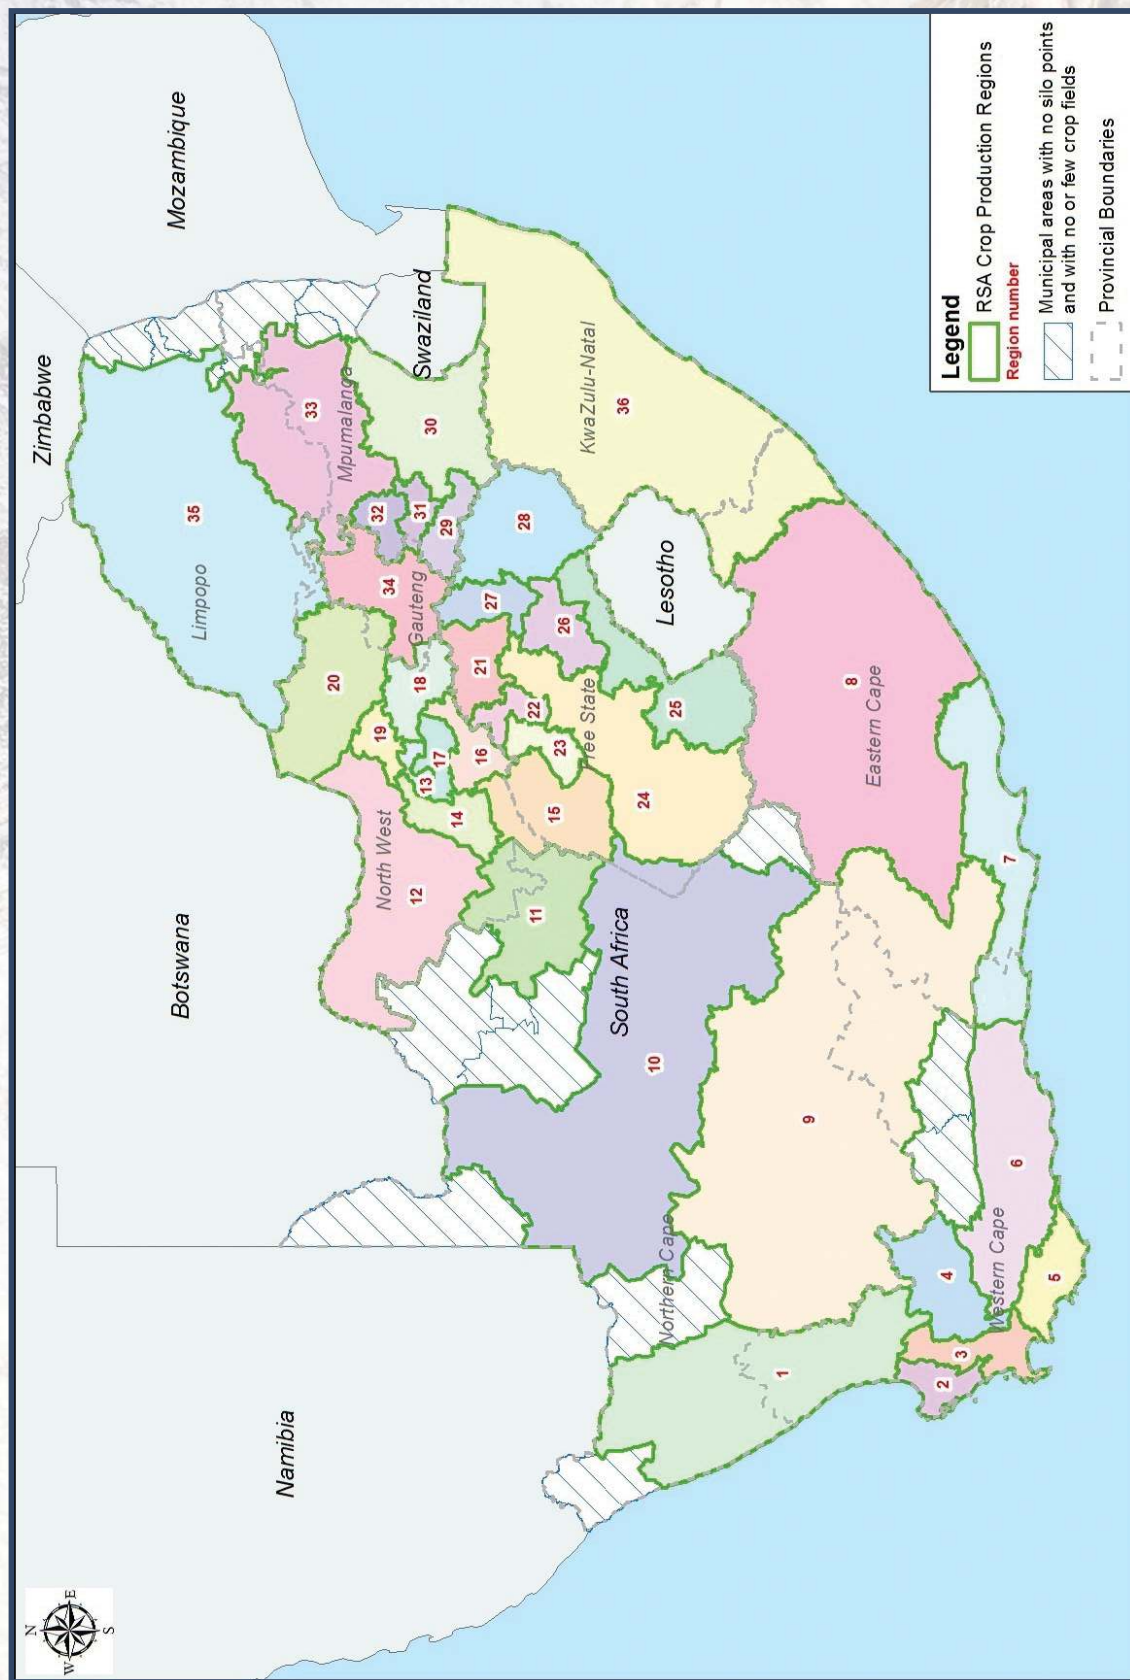 N
W
E
S
Namibia
Botswana
Zimbabwe
Mozambique
Swaziland
Lesotho
South Africa
Limpopo
Mpumalanga
Gauteng
North West
Free State
KwaZulu-Natal
Northern Cape
Eastern Cape
Western Cape
1
2
3
4
5
6
7
8
9
10
11
12
13
14
15
16
17
18
19
20
21
22
23
24
25
26
27
28
29
30
31
32
33
34
35
36
Legend
RSA Crop Production Regions
Region number
Municipal areas with no silo points
and with no or few crop fields
Provincial Boundaries